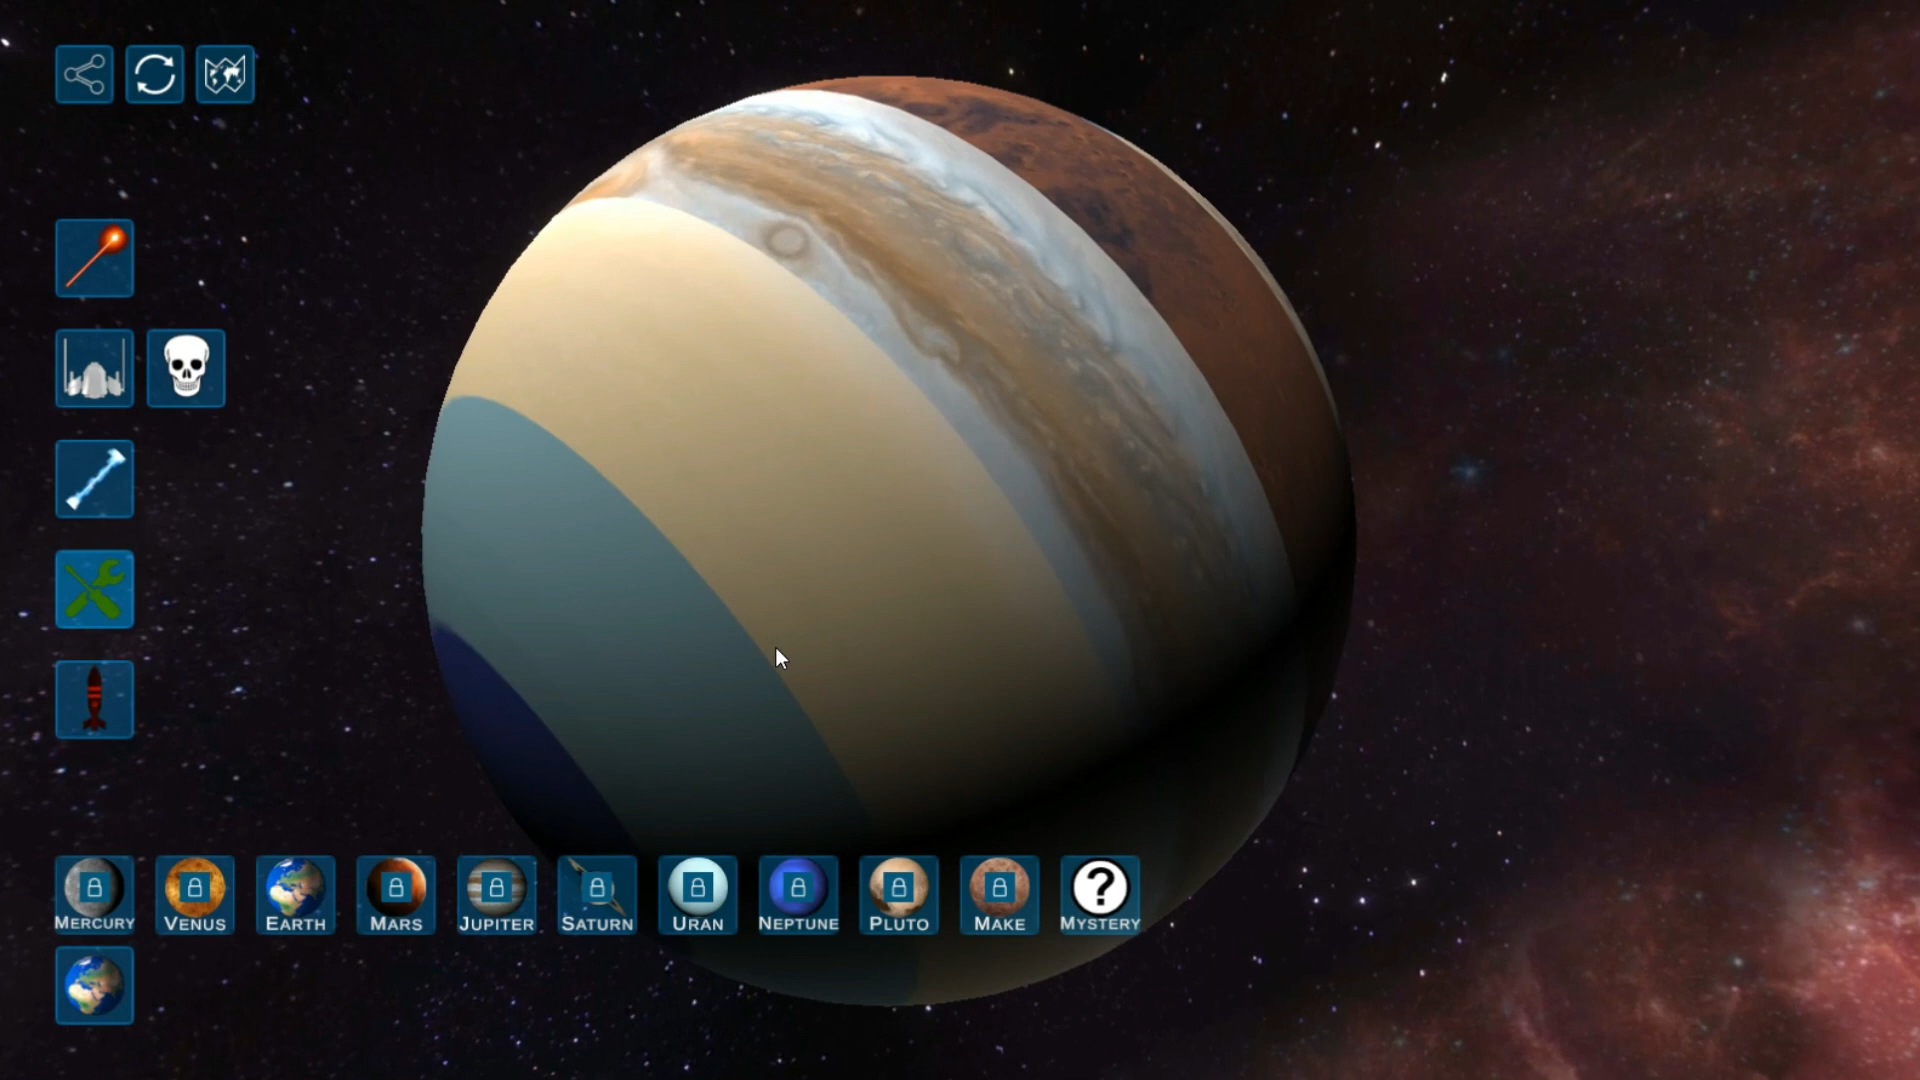 MERCURY
VENUS
EARTH
MARS
JUPITER
SATURN
URAN
NEPTUNE
PLUTO
MAKE
?
MYSTERY